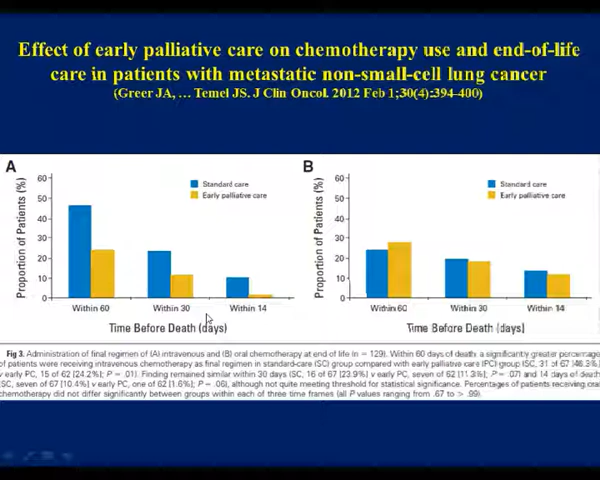 Effect of early palliative care on chemotherapy use and end-of-life
care in patients with metastatic non-small-cell lung cancer
(Greer JA, … Temel JS. J Clin Oncol. 2012 Feb 1;30(4):394-400)
A
Proportion of Patients (%)
60
50
40
30
20
10
0
Standard care
Early palliative care
Within 60
Within 30
Within 14
Time Before Death (days)
B
Proportion of Patients (%)
60
50
40
30
20
10
0
Standard care
Early palliative care
Within 60
Within 30
Within 14
Time Before Death (days)
Fig 3. Administration of final regimen of (A) intravenous and (B) oral chemotherapy at end of life (n = 129). Within 60 days of death, a significantly greater percentage
of patients were receiving intravenous chemotherapy as final regimen in standard-care (SC) group compared with early palliative care (PC) group (SC, 31 of 67 [46.3%]
v early PC, 15 of 62 [24.2%]; P = .01). Finding remained similar within 30 days (SC, 16 of 67 [23.9%] v early PC, seven of 62 [11.3%]; P = .07) and 14 days of death
(SC, seven of 67 [10.4%] v early PC, one of 62 [1.6%]; P = .06), although not quite meeting threshold for statistical significance. Percentages of patients receiving oral
chemotherapy did not differ significantly between groups within each of three time frames (all P values ranging from .67 to > .99).